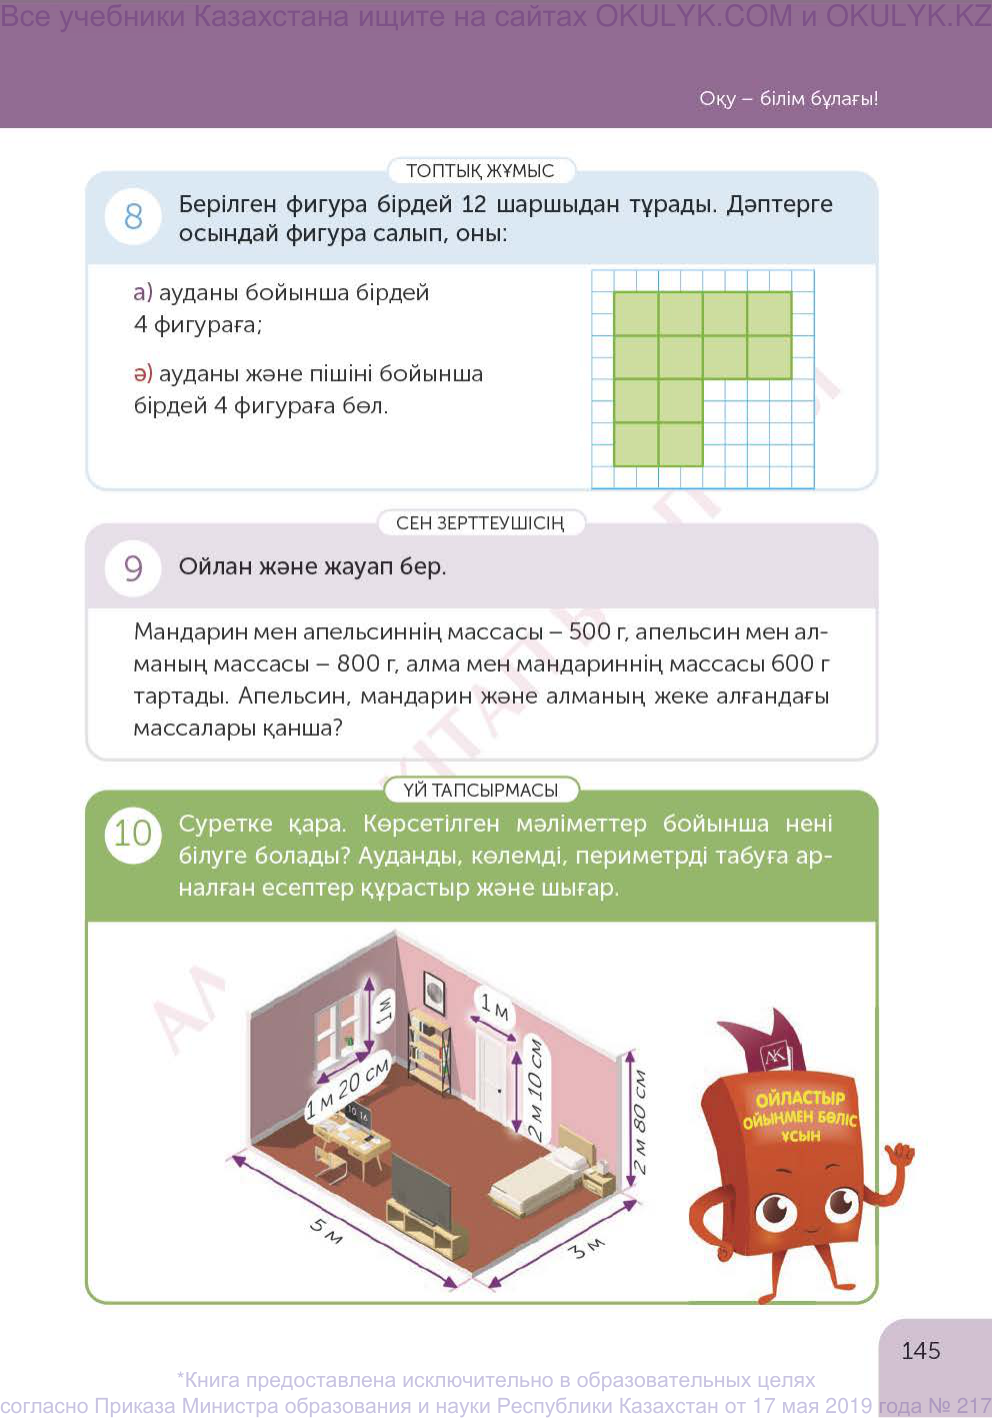 Все учебники Казахстана ищите на сайтах OKULYK.COM и OKULYK.KZ
Оқу – білім бұлағы!
ТОПТЫҚ ЖҰМЫС
8
Берілген фигура бірдей 12 шаршыдан тұрады. Дәптерге
осындай фигура салып, оны:
а) ауданы бойынша бірдей
4 фигураға;
ә) ауданы және пішіні бойынша
бірдей 4 фигураға бөл.
СЕН ЗЕРТТЕУШІСІҢ
9
Ойлан және жауап бер.
Мандарин мен апельсиннің массасы – 500 г, апельсин мен ал-
маның массасы – 800 г, алма мен мандариннің массасы 600 г
тартады. Апельсин, мандарин және алманың жеке алғандағы
массалары қанша?
ҮЙ ТАПСЫРМАСЫ
10
Суретке қара. Көрсетілген мәліметтер бойынша нені
білуге болады? Ауданды, көлемді, периметрді табуға ар-
налған есептер құрастыр және шығар.
1 м
1 м
1 м 20 см
2 м 10 см
2 м 80 см
10 16
5 м
3 м
АК
ОЙЛАСТЫР
ОЙЫҢМЕН БӨЛІС
ҰСЫН
145
*Книга предоставлена исключительно в образовательных целях
согласно Приказа Министра образования и науки Республики Казахстан от 17 мая 2019 года № 217